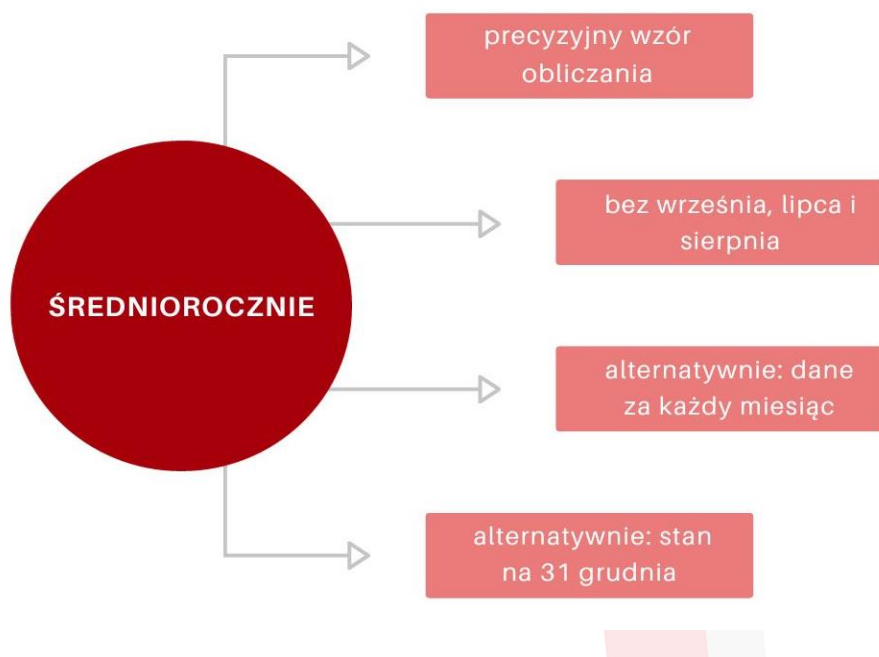 precyzyjny wzór
obliczania
bez września, lipca i
sierpnia
ŚREDNIOROCZNIE
alternatywnie: dane
za każdy miesiąc
alternatywnie: stan
na 31 grudnia